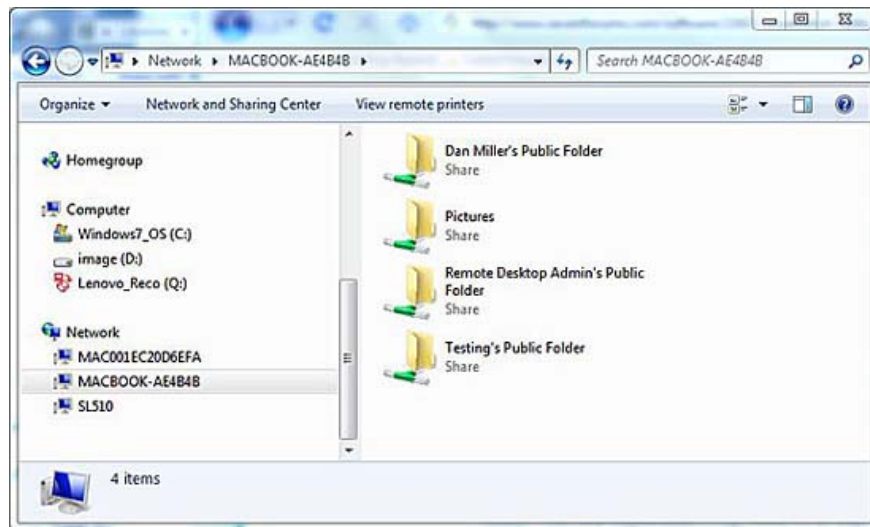 Network ▸ MACBOOK-AE4B4B ▸
Search MACBOOK-AE4B4B
Organize
Network and Sharing Center
View remote printers
Homegroup
Computer
Windows7_OS (C:)
image (D:)
Lenovo_Reco (Q:)
Network
MAC001EC20D6EFA
MACBOOK-AE4B4B
SL510
Dan Miller's Public Folder
Share
Pictures
Share
Remote Desktop Admin's Public
Folder
Share
Testing's Public Folder
Share
4 items